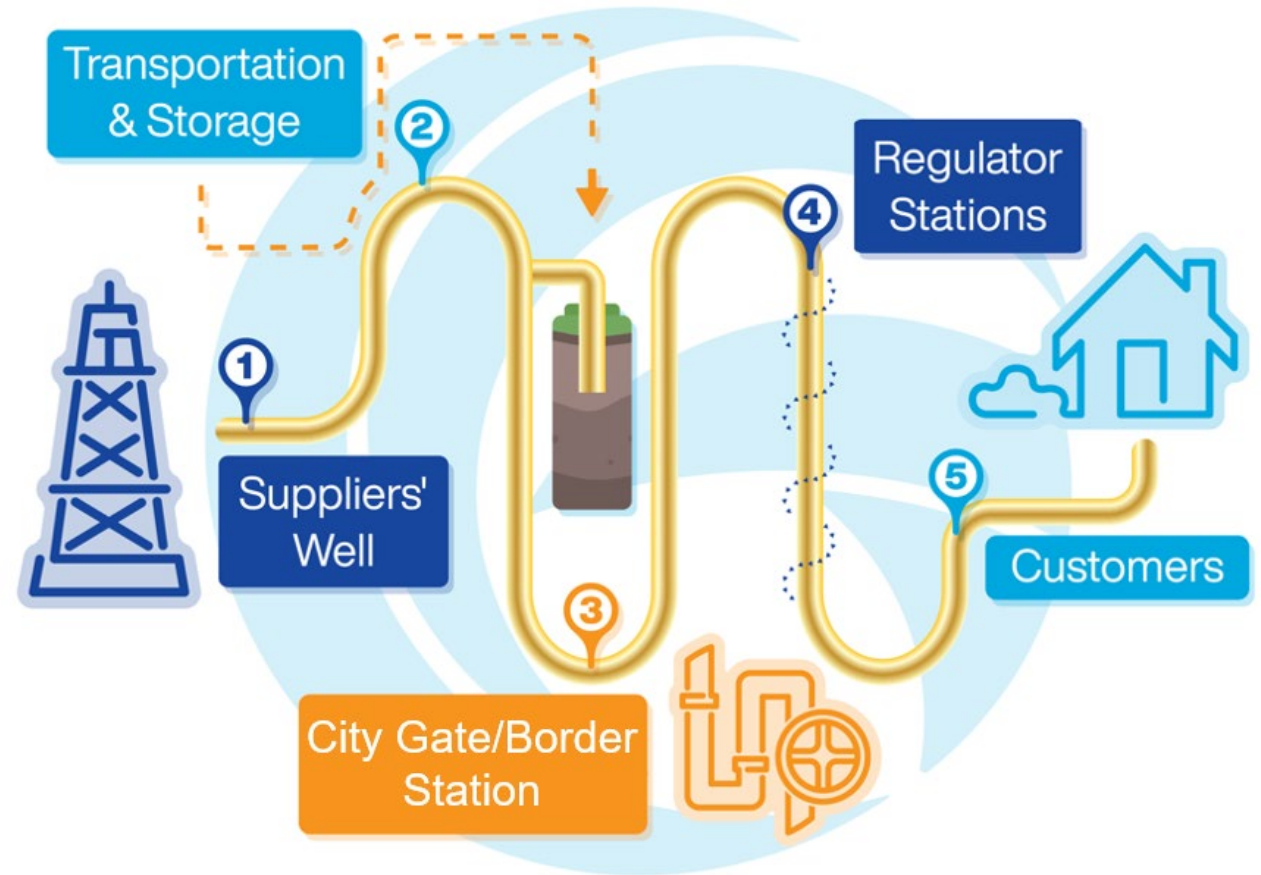 Transportation
& Storage
2
Regulator
Stations
4
1
Suppliers'
Well
5
Customers
3
City Gate/Border
Station